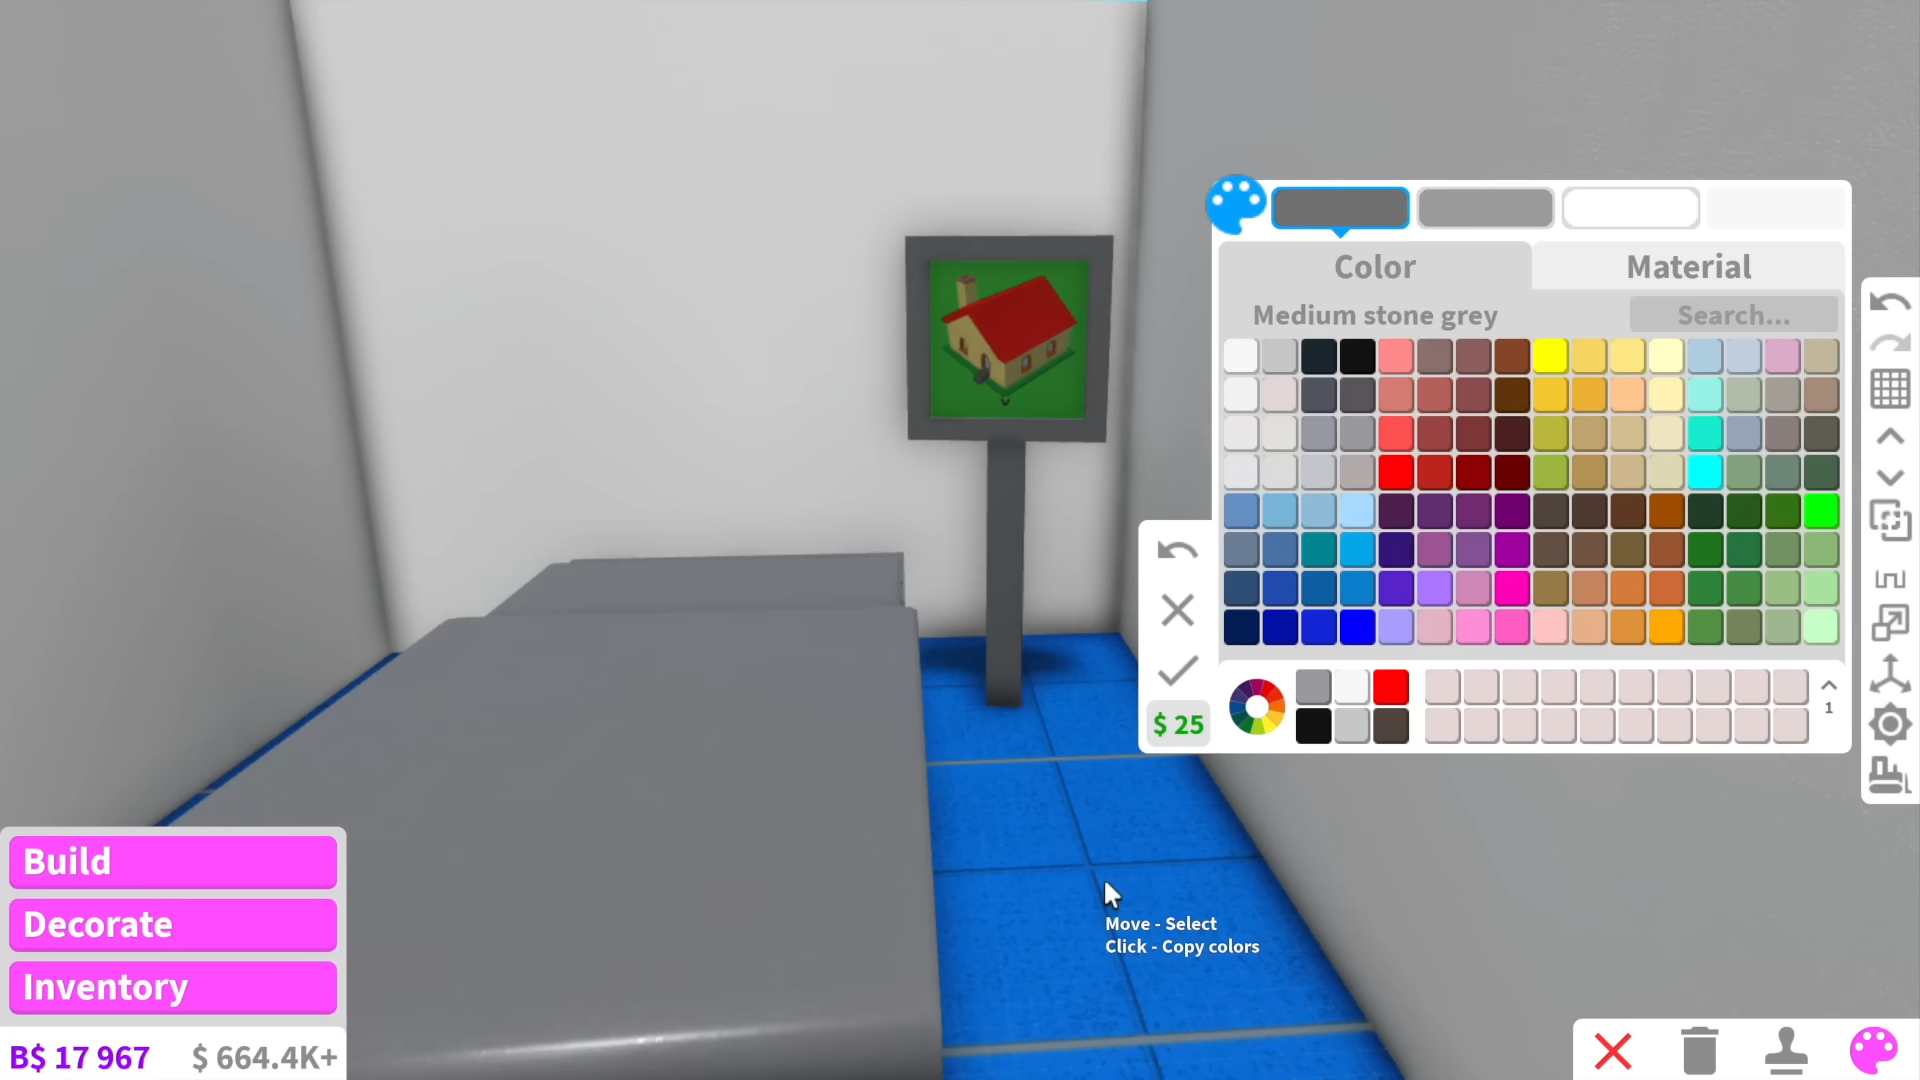 Color
Material
Medium stone grey
Search...
$ 25
1
Build
Decorate
Inventory
Move - Select
Click - Copy colors
B$ 17 967
$ 664.4K+